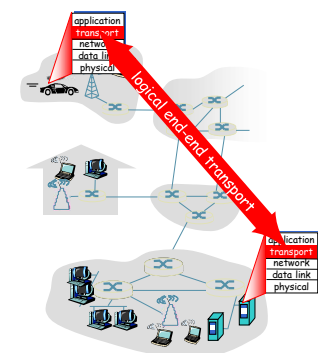 application
transport
network
data link
physical
logical end-end transport
application
transport
network
data link
physical